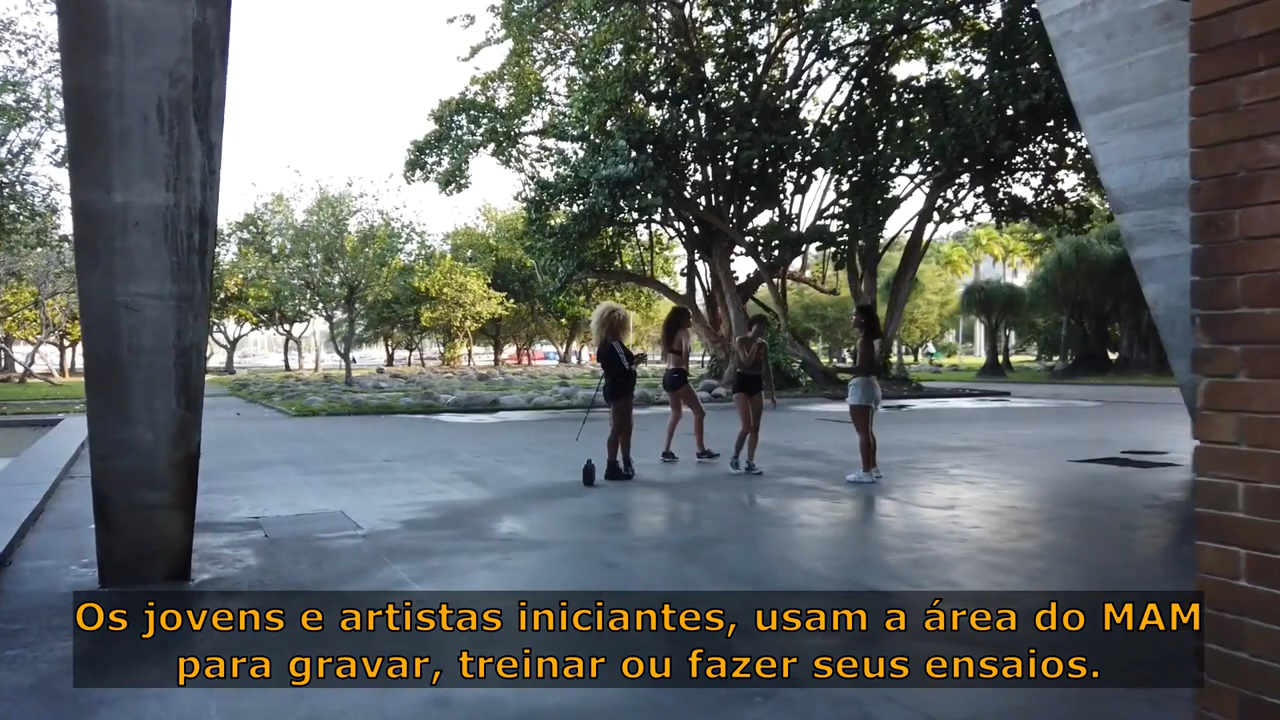 Os jovens e artistas iniciantes, usam a área do MAM
para gravar, treinar ou fazer seus ensaios.